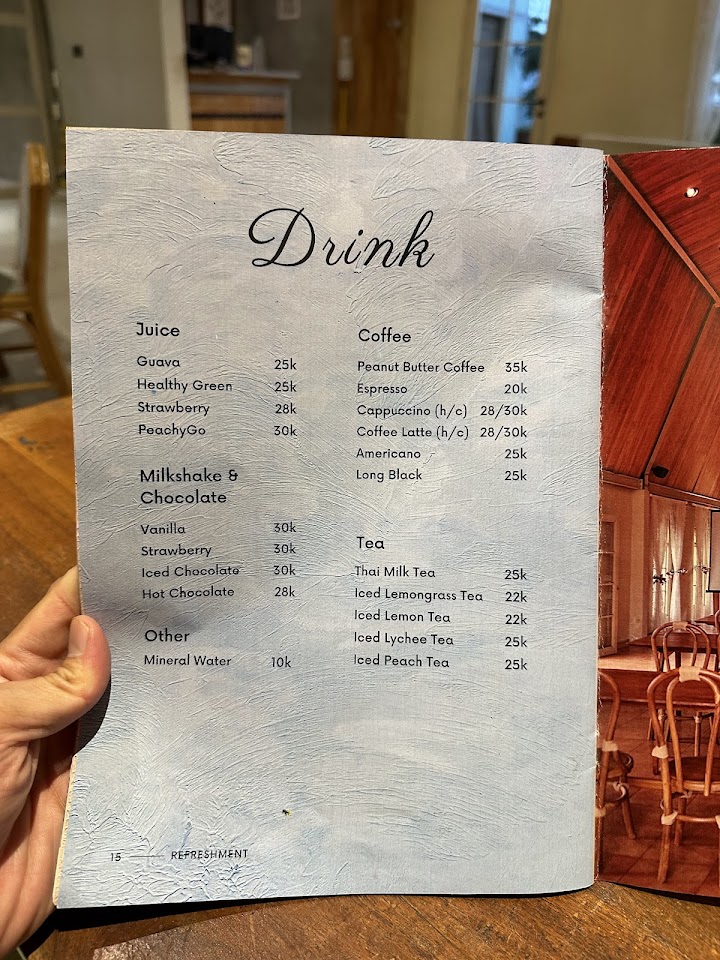 Drink
Juice
Guava 25k
Healthy Green 25k
Strawberry 28k
PeachyGo 30k
Milkshake &
Chocolate
Vanilla 30k
Strawberry 30k
Iced Chocolate 30k
Hot Chocolate 28k
Other
Mineral Water 10k
Coffee
Peanut Butter Coffee 35k
Espresso 20k
Cappuccino (h/c) 28/30k
Coffee Latte (h/c) 28/30k
Americano 25k
Long Black 25k
Tea
Thai Milk Tea 25k
Iced Lemongrass Tea 22k
Iced Lemon Tea 22k
Iced Lychee Tea 25k
Iced Peach Tea 25k
15 REFRESHMENT